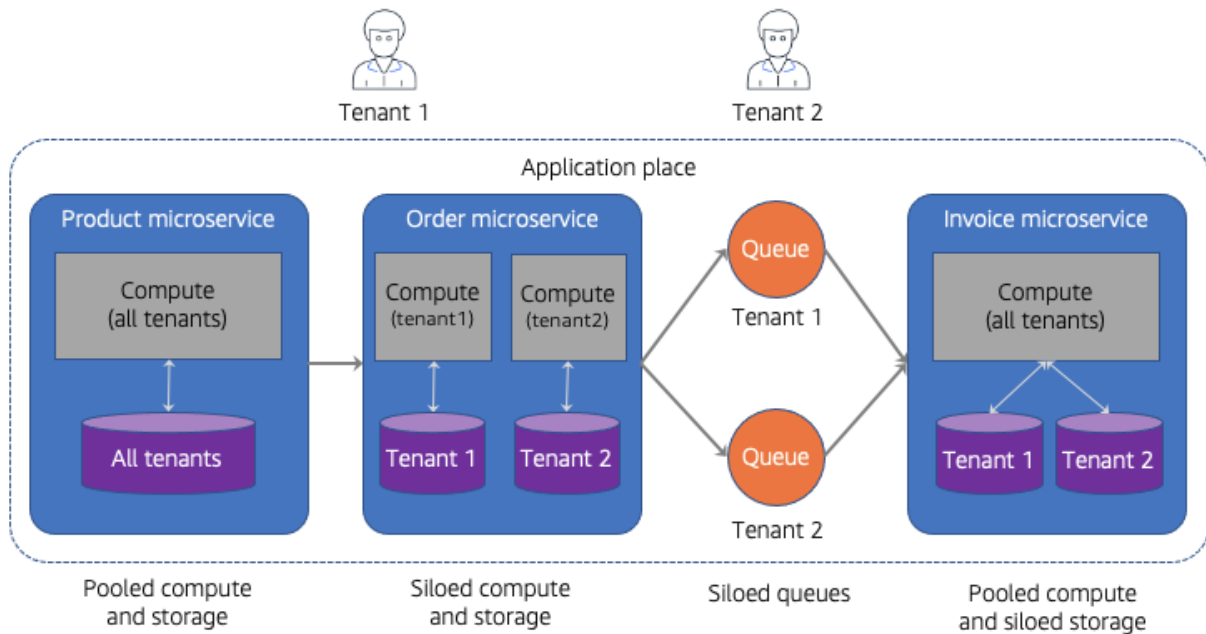 Tenant 1
Tenant 2
Application place
Product microservice
Compute
(all tenants)
All tenants
Order microservice
Compute
(tenant1)
Compute
(tenant2)
Tenant 1
Tenant 2
Queue
Tenant 1
Queue
Tenant 2
Invoice microservice
Compute
(all tenants)
Tenant 1
Tenant 2
Pooled compute
and storage
Siloed compute
and storage
Siloed queues
Pooled compute
and siloed storage